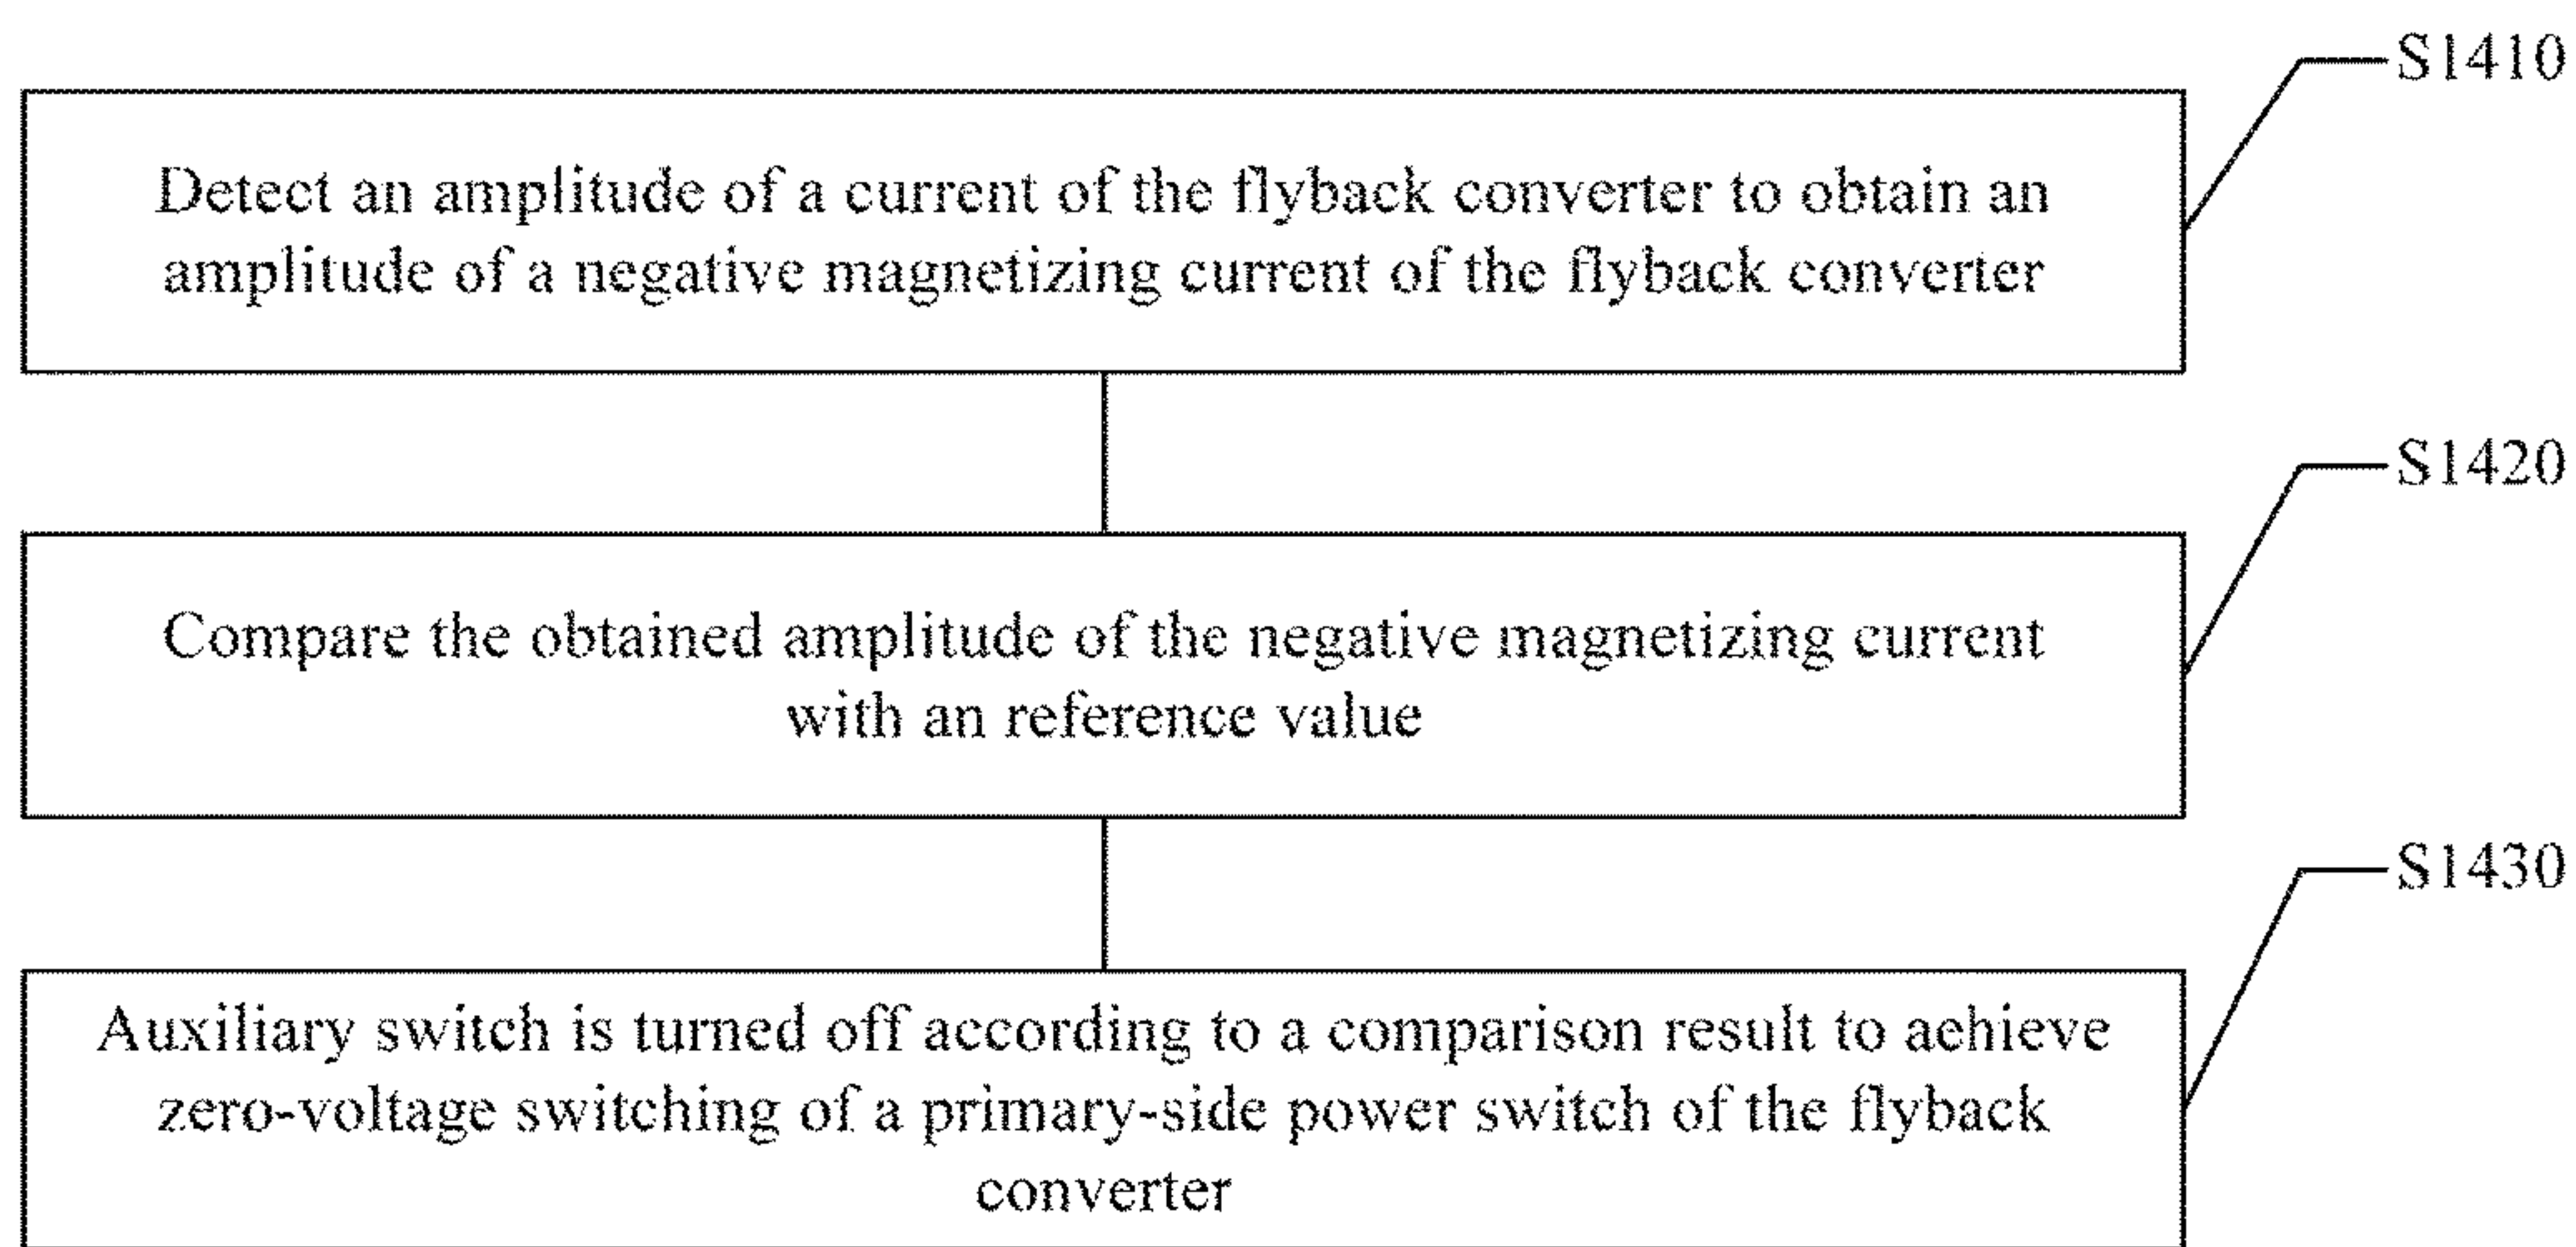 S1410
Detect an amplitude of a current of the flyback converter to obtain an
amplitude of a negative magnetizing current of the flyback converter
S1420
Compare the obtained amplitude of the negative magnetizing current
with an reference value
S1430
Auxiliary switch is turned off according to a comparison result to achieve
zero-voltage switching of a primary-side power switch of the flyback
converter